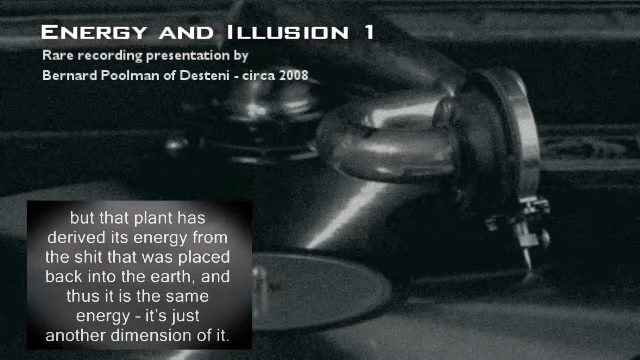 Energy and Illusion 1
Rare recording presentation by
Bernard Poolman of Desteni - circa 2008
but that plant has
derived its energy from
the shit that was placed
back into the earth, and
thus it is the same
energy - it's just
another dimension of it.